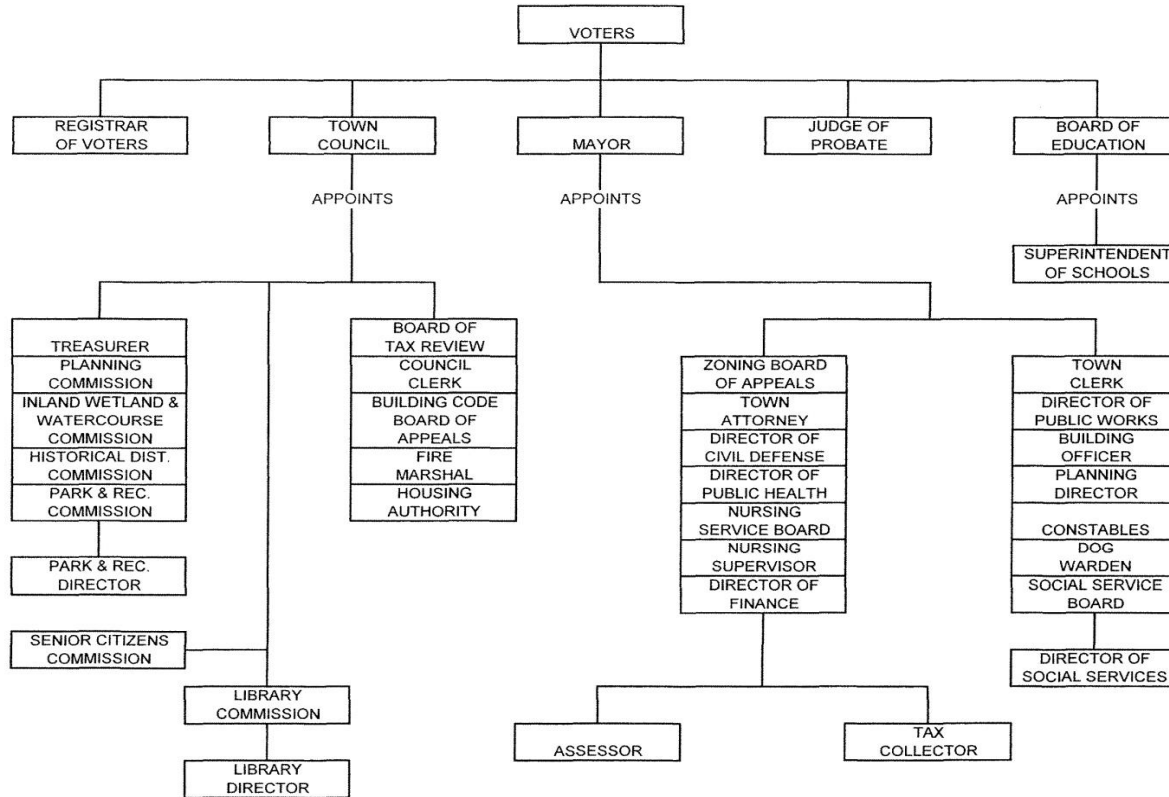 VOTERS
REGISTRAR
OF VOTERS
TOWN
COUNCIL
MAYOR
JUDGE OF
PROBATE
BOARD OF
EDUCATION
APPOINTS
APPOINTS
APPOINTS
SUPERINTENDENT
OF SCHOOLS
TREASURER
PLANNING
COMMISSION
INLAND WETLAND &
WATERCOURSE
COMMISSION
HISTORICAL DIST.
COMMISSION
PARK & REC.
COMMISSION
PARK & REC.
DIRECTOR
BOARD OF
TAX REVIEW
COUNCIL
CLERK
BUILDING CODE
BOARD OF
APPEALS
FIRE
MARSHAL
HOUSING
AUTHORITY
SENIOR CITIZENS
COMMISSION
LIBRARY
COMMISSION
LIBRARY
DIRECTOR
ZONING BOARD
OF APPEALS
TOWN
ATTORNEY
DIRECTOR OF
CIVIL DEFENSE
DIRECTOR OF
PUBLIC HEALTH
NURSING
SERVICE BOARD
NURSING
SUPERVISOR
DIRECTOR OF
FINANCE
ASSESSOR
TAX
COLLECTOR
TOWN
CLERK
DIRECTOR OF
PUBLIC WORKS
BUILDING
OFFICER
PLANNING
DIRECTOR
CONSTABLES
DOG
WARDEN
SOCIAL SERVICE
BOARD
DIRECTOR OF
SOCIAL SERVICES